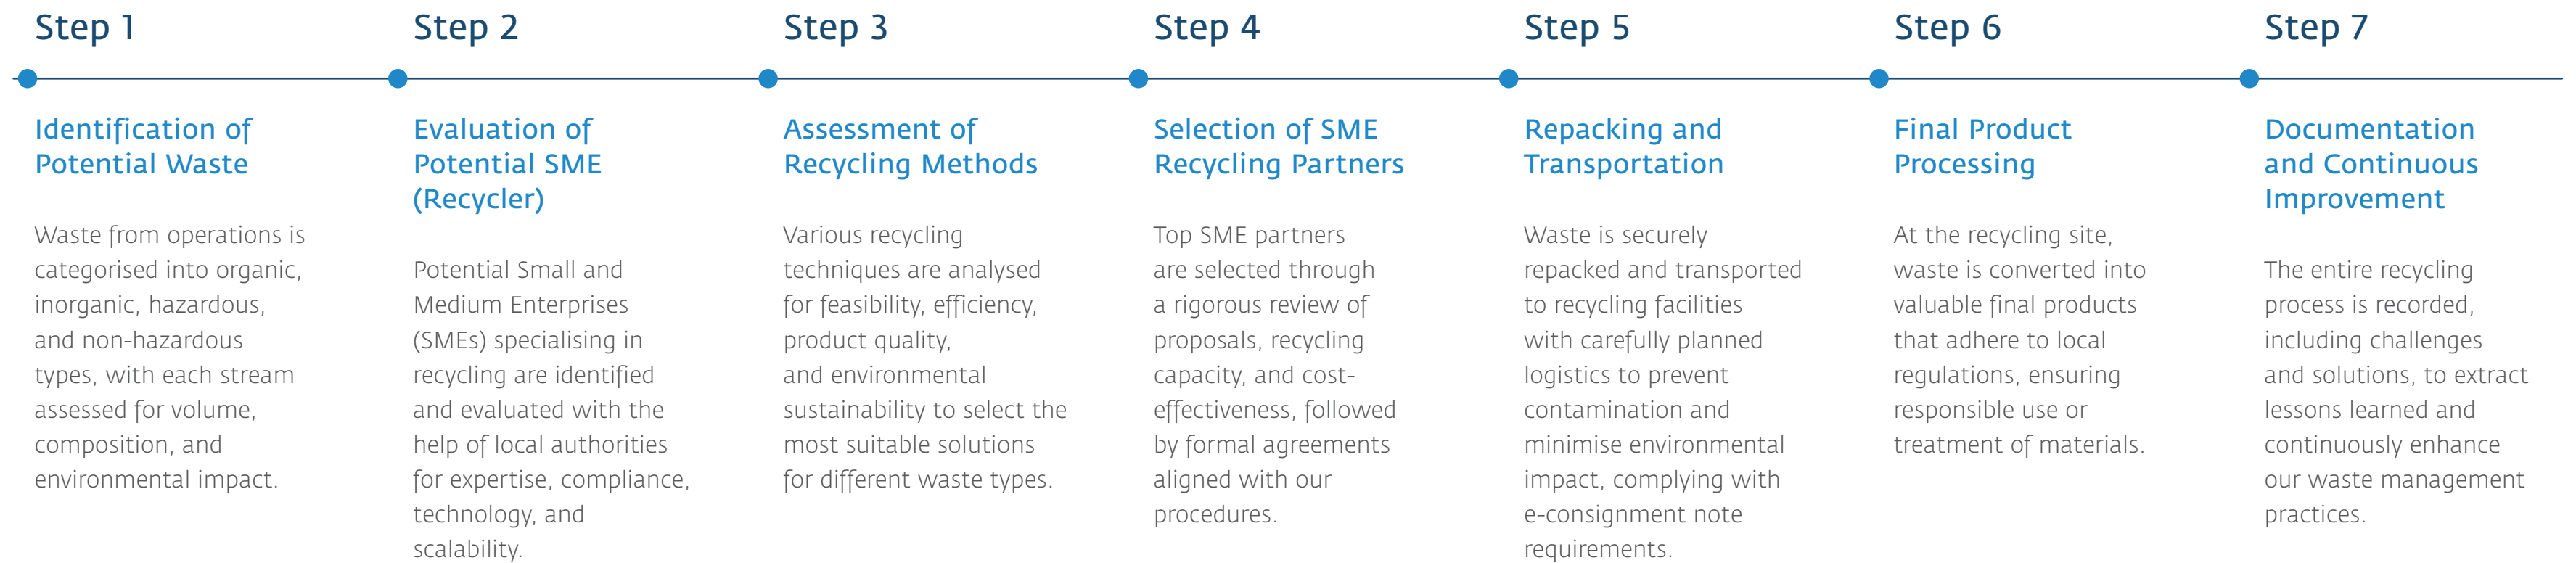 Step 1
Identification of
Potential Waste
Waste from operations is
categorised into organic,
inorganic, hazardous,
and non-hazardous
types, with each stream
assessed for volume,
composition, and
environmental impact.
Step 2
Evaluation of
Potential SME
(Recycler)
Potential Small and
Medium Enterprises
(SMEs) specialising in
recycling are identified
and evaluated with the
help of local authorities
for expertise, compliance,
technology, and
scalability.
Step 3
Assessment of
Recycling Methods
Various recycling
techniques are analysed
for feasibility, efficiency,
product quality,
and environmental
sustainability to select the
most suitable solutions
for different waste types.
Step 4
Selection of SME
Recycling Partners
Top SME partners
are selected through
a rigorous review of
proposals, recycling
capacity, and cost-
effectiveness, followed
by formal agreements
aligned with our
procedures.
Step 5
Repacking and
Transportation
Waste is securely
repacked and transported
to recycling facilities
with carefully planned
logistics to prevent
contamination and
minimise environmental
impact, complying with
e-consignment note
requirements.
Step 6
Final Product
Processing
At the recycling site,
waste is converted into
valuable final products
that adhere to local
regulations, ensuring
responsible use or
treatment of materials.
Step 7
Documentation
and Continuous
Improvement
The entire recycling
process is recorded,
including challenges
and solutions, to extract
lessons learned and
continuously enhance
our waste management
practices.